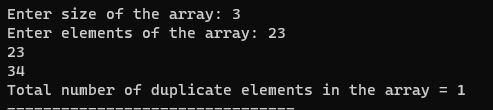 Enter size of the array: 3
Enter elements of the array: 23
23
34
Total number of duplicate elements in the array = 1
--------------------------------